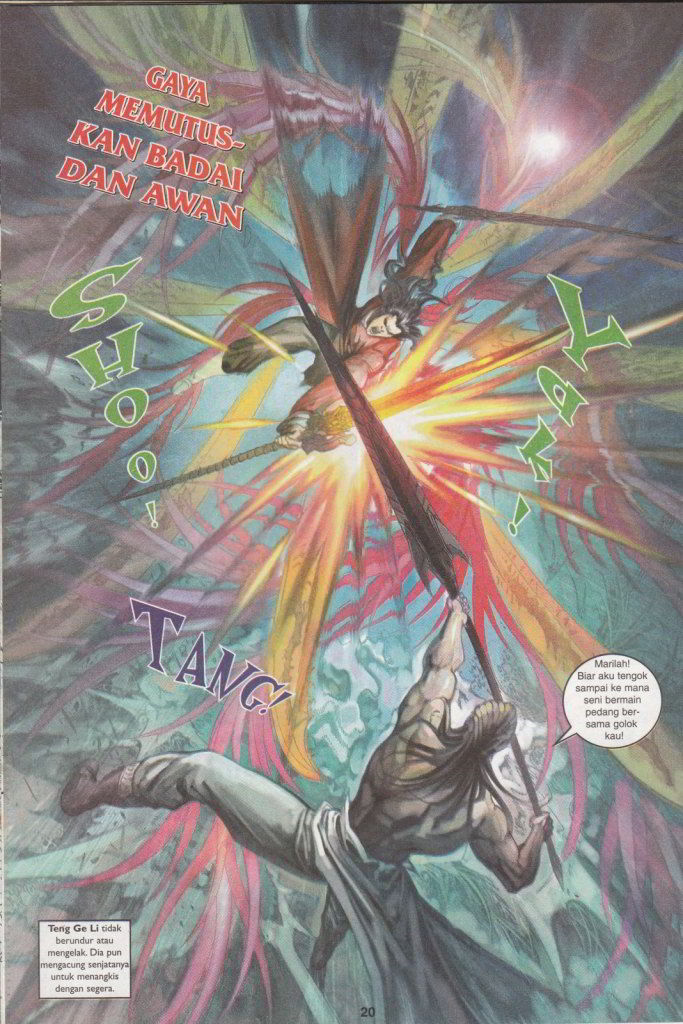 GAYA
MEMUTUS-
KAN BADAI
DAN AWAN
SHOO!
TANG!
Marilah!
Biar aku tengok
sampai ke mana
seni bermain
pedang ber-
sama golok
kau!
Teng Ge Li tidak
berundur atau
mengelak. Dia pun
mengacung senjatanya
untuk menangkis
dengan segera.
20